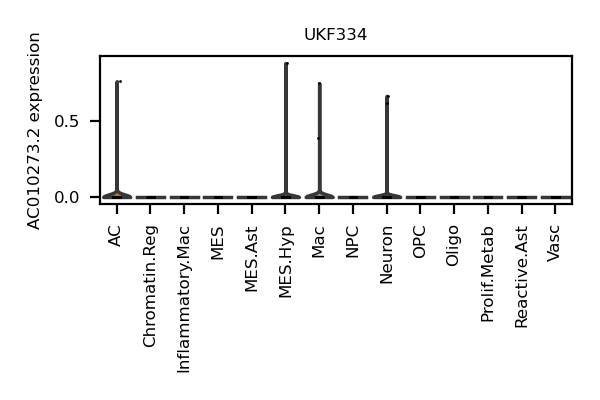 UKF334
AC010273.2 expression
0.5
0.0
AC
Chromatin.Reg
Inflammatory.Mac
MES
MES.Ast
MES.Hyp
Mac
NPC
Neuron
OPC
Oligo
Prolif.Metab
Reactive.Ast
Vasc